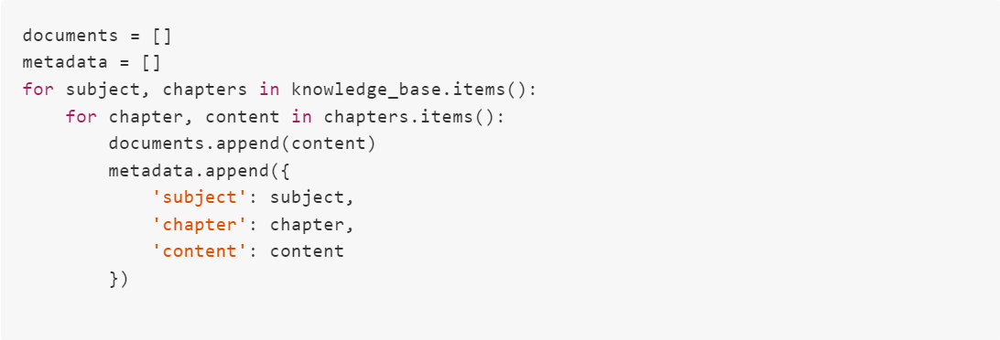 documents = []
metadata = []
for subject, chapters in knowledge_base.items():
    for chapter, content in chapters.items():
        documents.append(content)
        metadata.append({
            'subject': subject,
            'chapter': chapter,
            'content': content
        })